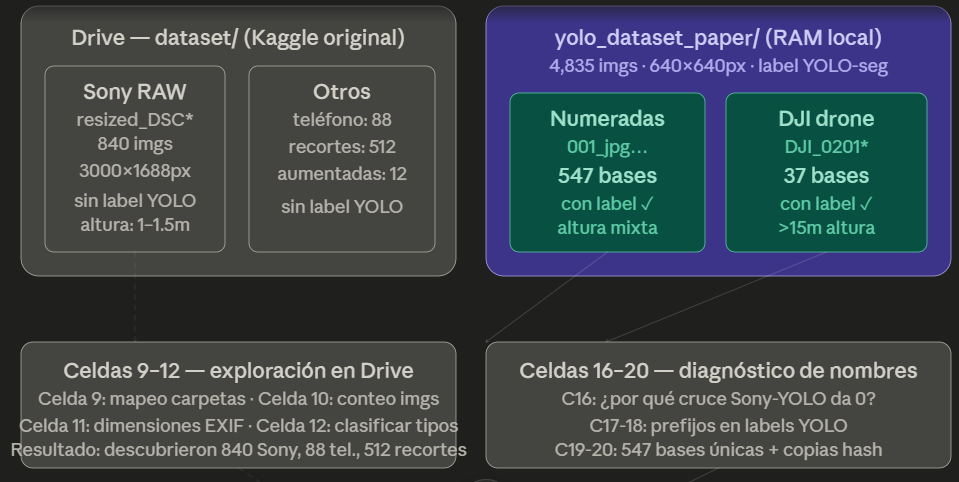 Drive — dataset/ (Kaggle original)
Sony RAW
resized_DSC*
840 imgs
3000×1688px
sin label YOLO
altura: 1–1.5m
Otros
teléfono: 88
recortes: 512
aumentadas: 12
sin label YOLO
yolo_dataset_paper/ (RAM local)
4,835 imgs · 640×640px · label YOLO-seg
Numeradas
001_jpg...
547 bases
con label ✓
altura mixta
DJI drone
DJI_0201*
37 bases
con label ✓
>15m altura
Celdas 9–12 — exploración en Drive
Celda 9: mapeo carpetas · Celda 10: conteo imgs
Celda 11: dimensiones EXIF · Celda 12: clasificar tipos
Resultado: descubrieron 840 Sony, 88 tel., 512 recortes
Celdas 16–20 — diagnóstico de nombres
C16: ¿por qué cruce Sony-YOLO da 0?
C17-18: prefijos en labels YOLO
C19-20: 547 bases únicas + copias hash